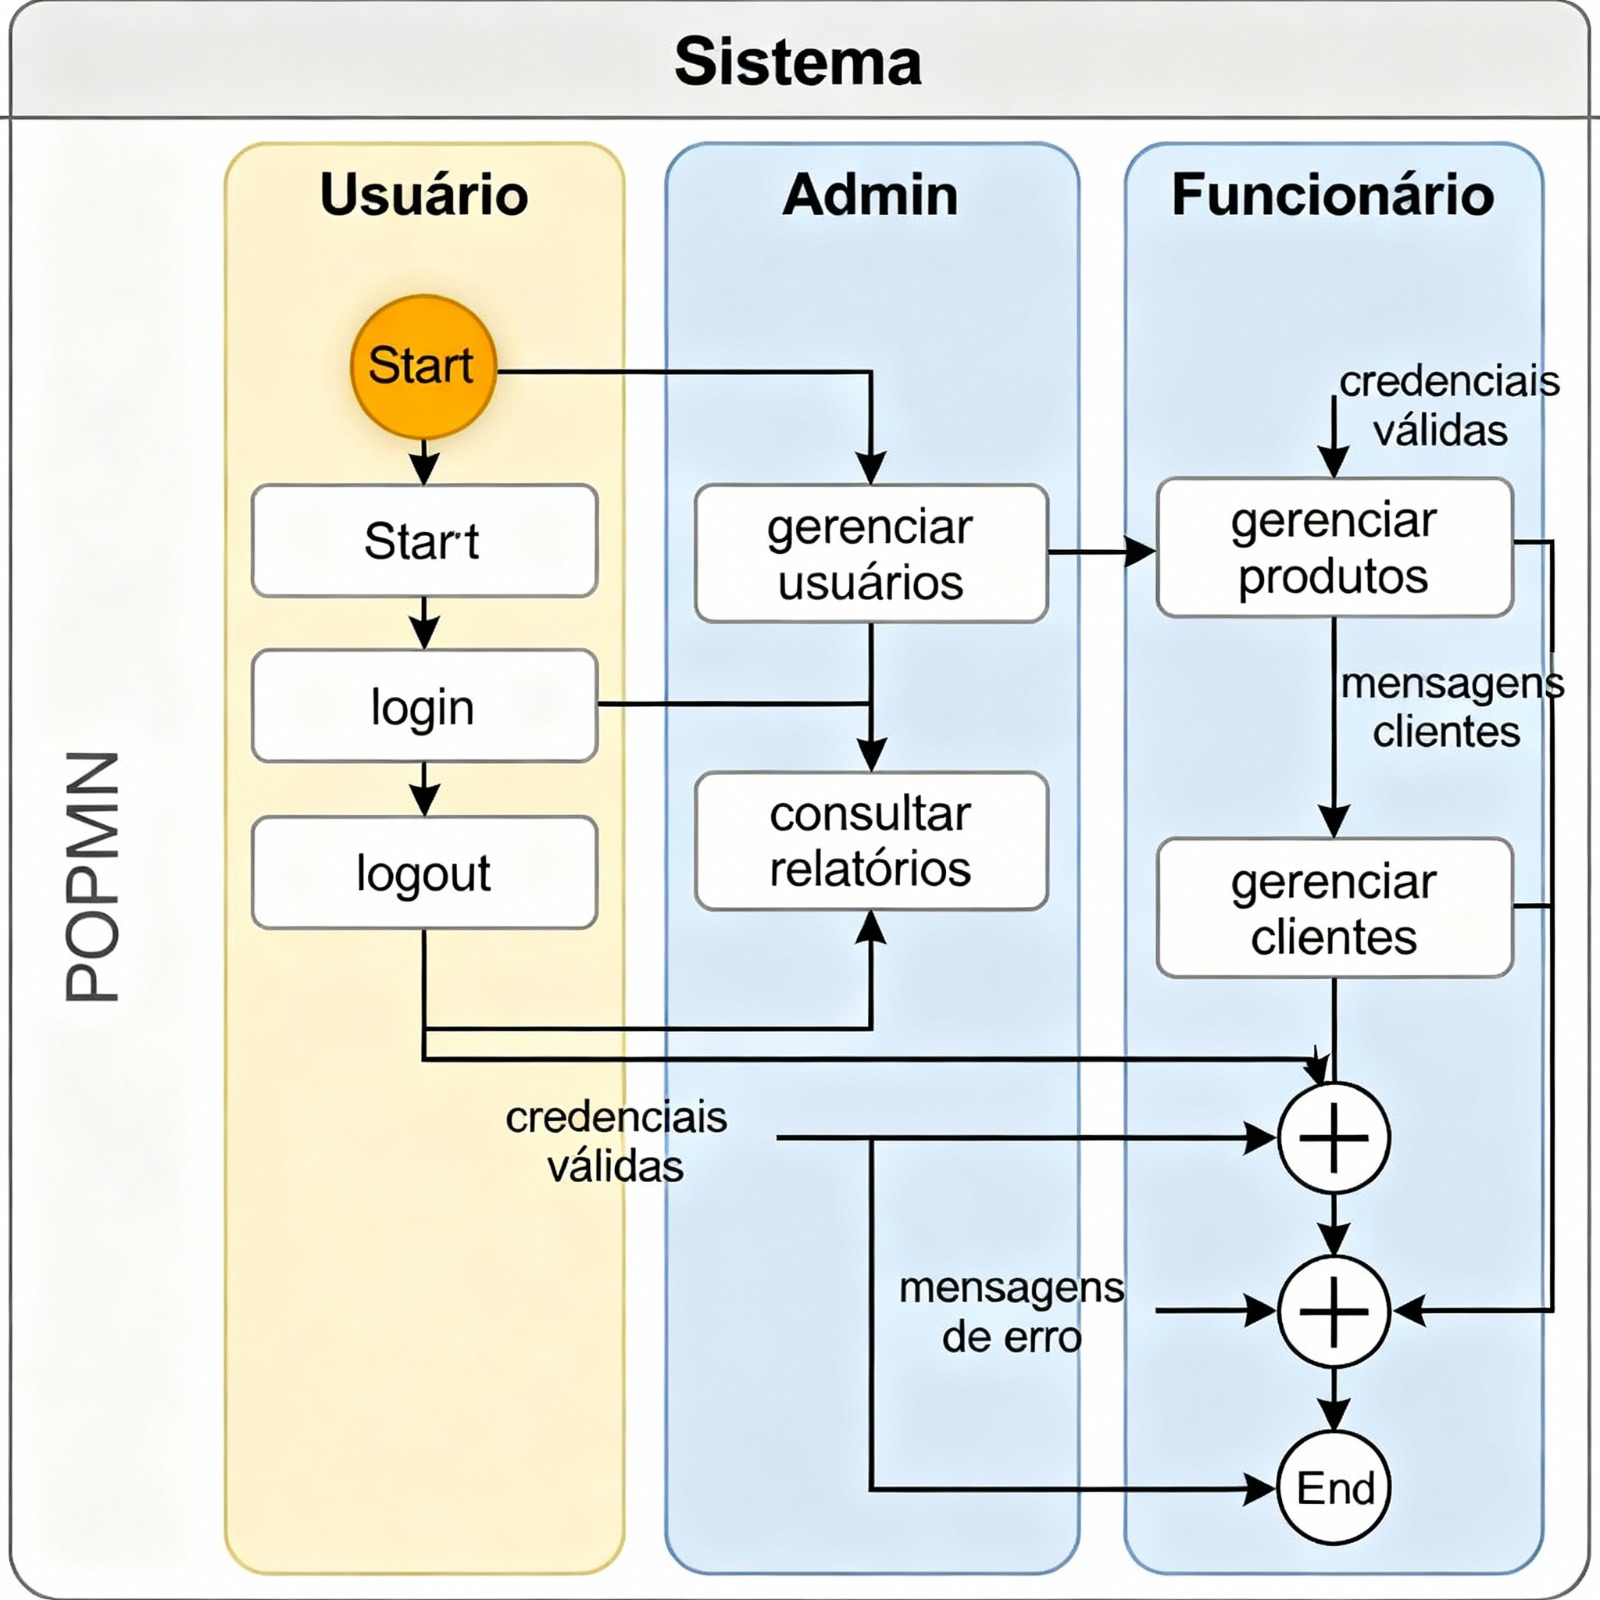 Sistema
Usuário
Admin
Funcionário
Start
credenciais
válidas
Start
gerenciar
usuários
gerenciar
produtos
login
mensagens
clientes
logout
consultar
relatórios
gerenciar
clientes
POPMN
credenciais
válidas
mensagens
de erro
End